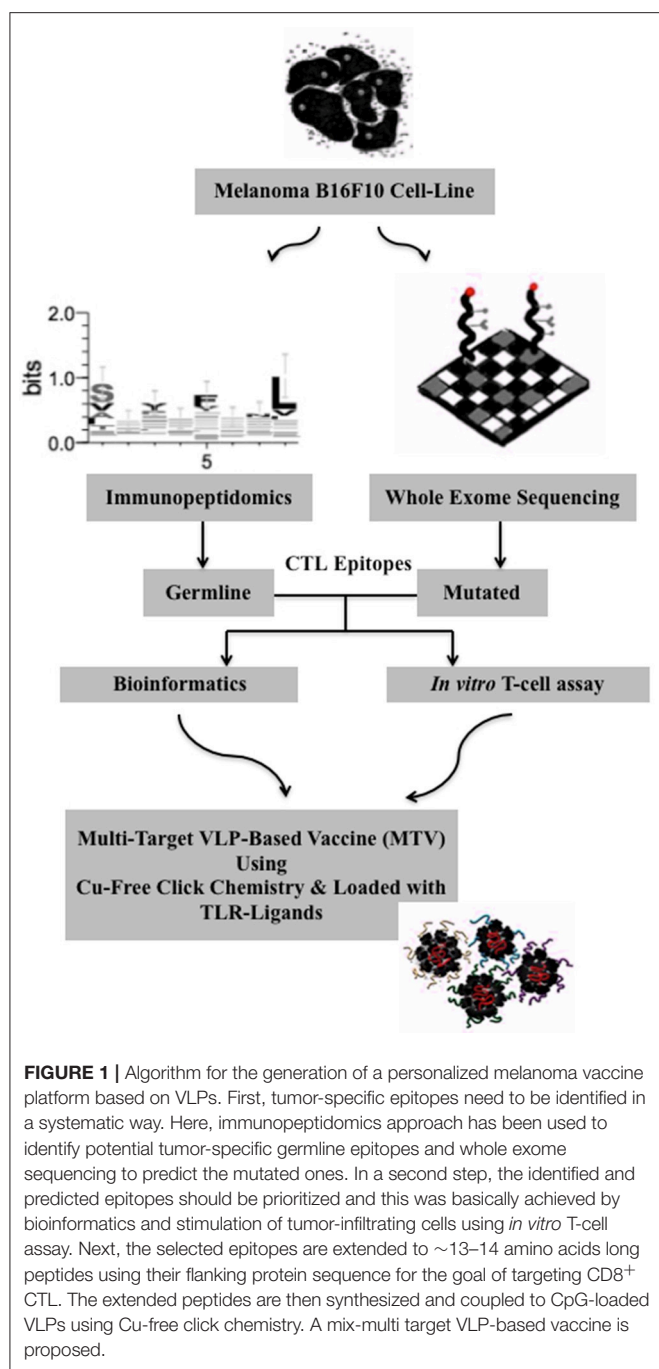 Melanoma B16F10 Cell-Line
2.0
bits
1.0
0.0
5
S
E
L
Immunopeptidomics
Whole Exome Sequencing
CTL Epitopes
Germline
Mutated
Bioinformatics
In vitro T-cell assay
Multi-Target VLP-Based Vaccine (MTV)
Using
Cu-Free Click Chemistry & Loaded with
TLR-Ligands
FIGURE 1 | Algorithm for the generation of a personalized melanoma vaccine
platform based on VLPs. First, tumor-specific epitopes need to be identified in
a systematic way. Here, immunopeptidomics approach has been used to
identify potential tumor-specific germline epitopes and whole exome
sequencing to predict the mutated ones. In a second step, the identified and
predicted epitopes should be prioritized and this was basically achieved by
bioinformatics and stimulation of tumor-infiltrating cells using in vitro T-cell
assay. Next, the selected epitopes are extended to ∼13–14 amino acids long
peptides using their flanking protein sequence for the goal of targeting CD8+
CTL. The extended peptides are then synthesized and coupled to CpG-loaded
VLPs using Cu-free click chemistry. A mix-multi target VLP-based vaccine is
proposed.